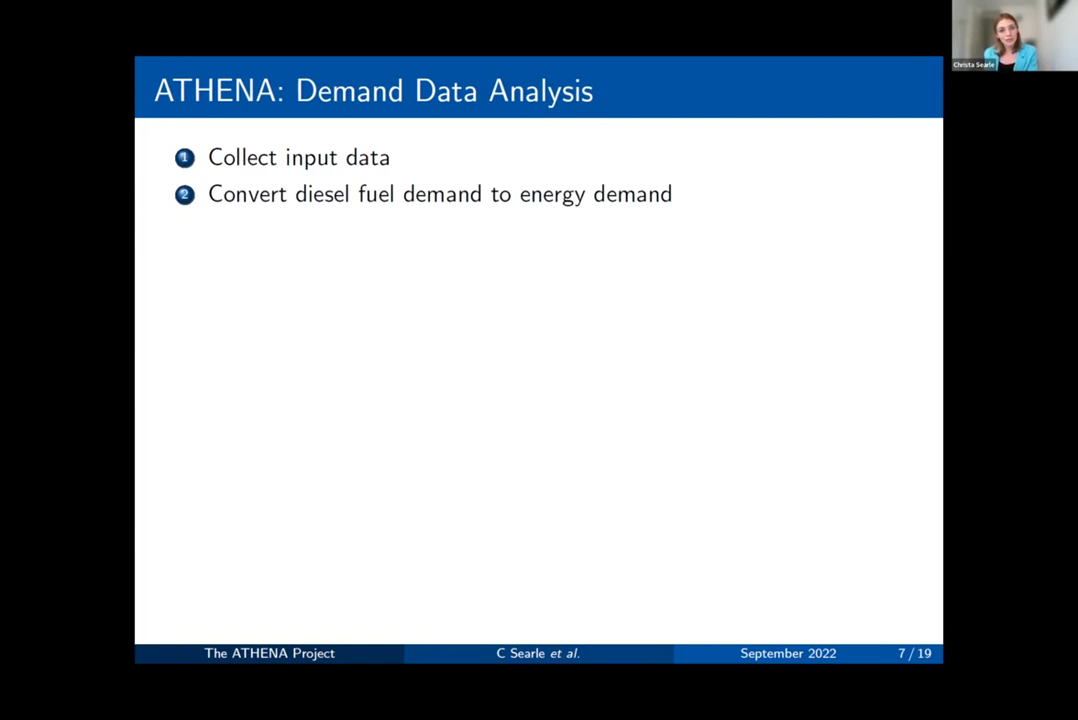 ATHENA: Demand Data Analysis
1 Collect input data
2 Convert diesel fuel demand to energy demand
Christa Searle
The ATHENA Project C Searle et al. September 2022 7 / 19